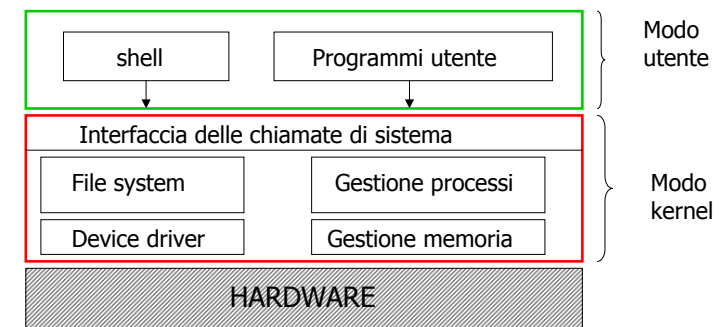 shell
Programmi utente
Modo
utente
Interfaccia delle chiamate di sistema
File system
Gestione processi
Device driver
Gestione memoria
Modo
kernel
HARDWARE